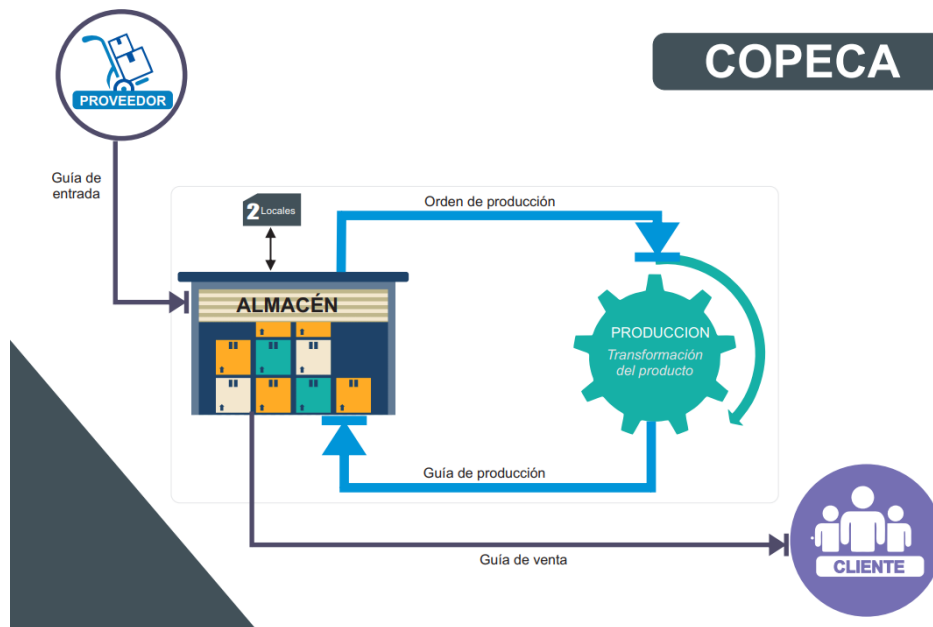 COPECA
PROVEEDOR
Guía de
entrada
2 Locales
Orden de producción
ALMACÉN
PRODUCCION
Transformación
del producto
Guía de producción
Guía de venta
CLIENTE